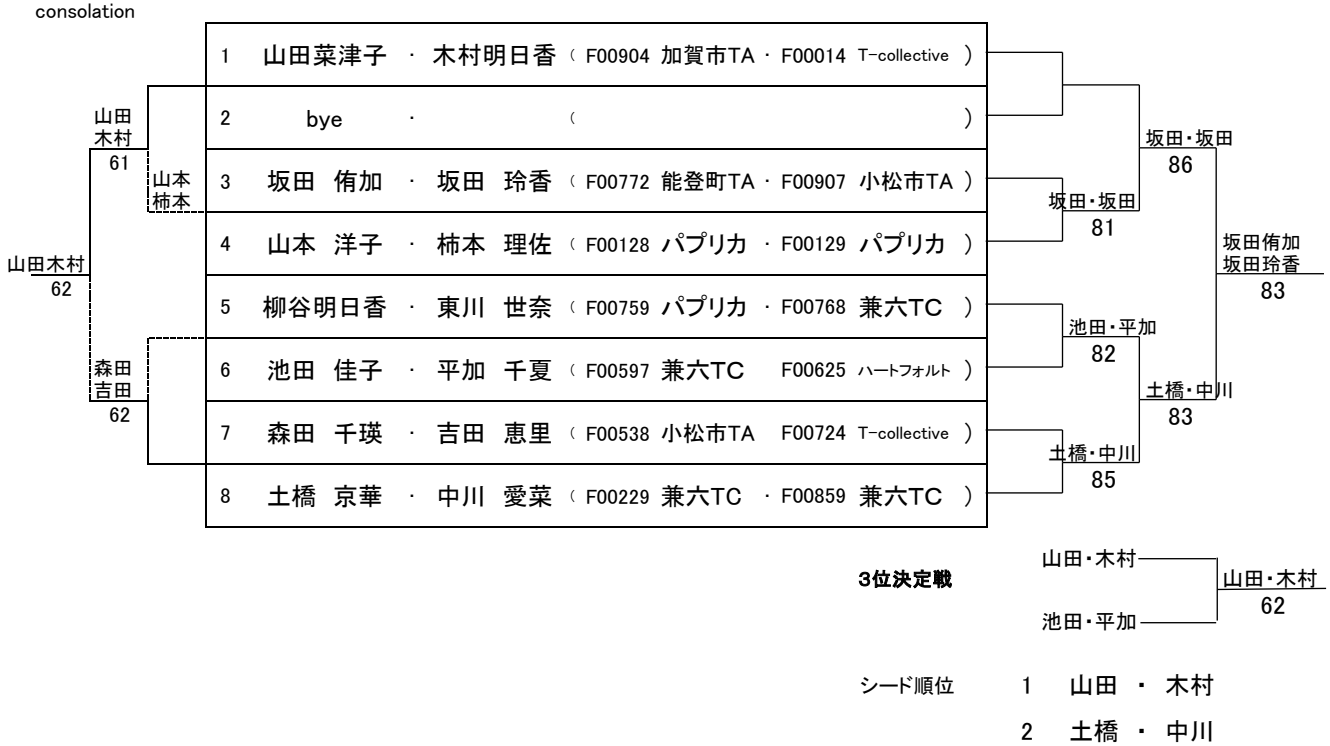 consolation
1 山田菜津子 ・ 木村明日香 ( F00904 加賀市TA ・ F00014 T-collective )
2 bye ・ ( )
3 坂田 侑加 ・ 坂田 玲香 ( F00772 能登町TA ・ F00907 小松市TA )
4 山本 洋子 ・ 柿本 理佐 ( F00128 パプリカ ・ F00129 パプリカ )
5 柳谷明日香 ・ 東川 世奈 ( F00759 パプリカ ・ F00768 兼六TC )
6 池田 佳子 ・ 平加 千夏 ( F00597 兼六TC F00625 ハートフォルト )
7 森田 千瑛 ・ 吉田 恵里 ( F00538 小松市TA F00724 T-collective )
8 土橋 京華 ・ 中川 愛菜 ( F00229 兼六TC ・ F00859 兼六TC )
山田
木村
61
山本
柿本
山田木村
62
森田
吉田
62
坂田・坂田
86
坂田・坂田
81
坂田侑加
坂田玲香
83
池田・平加
82
土橋・中川
83
土橋・中川
85
3位決定戦
山田・木村
山田・木村
62
池田・平加
シード順位 1 山田 ・ 木村
2 土橋 ・ 中川